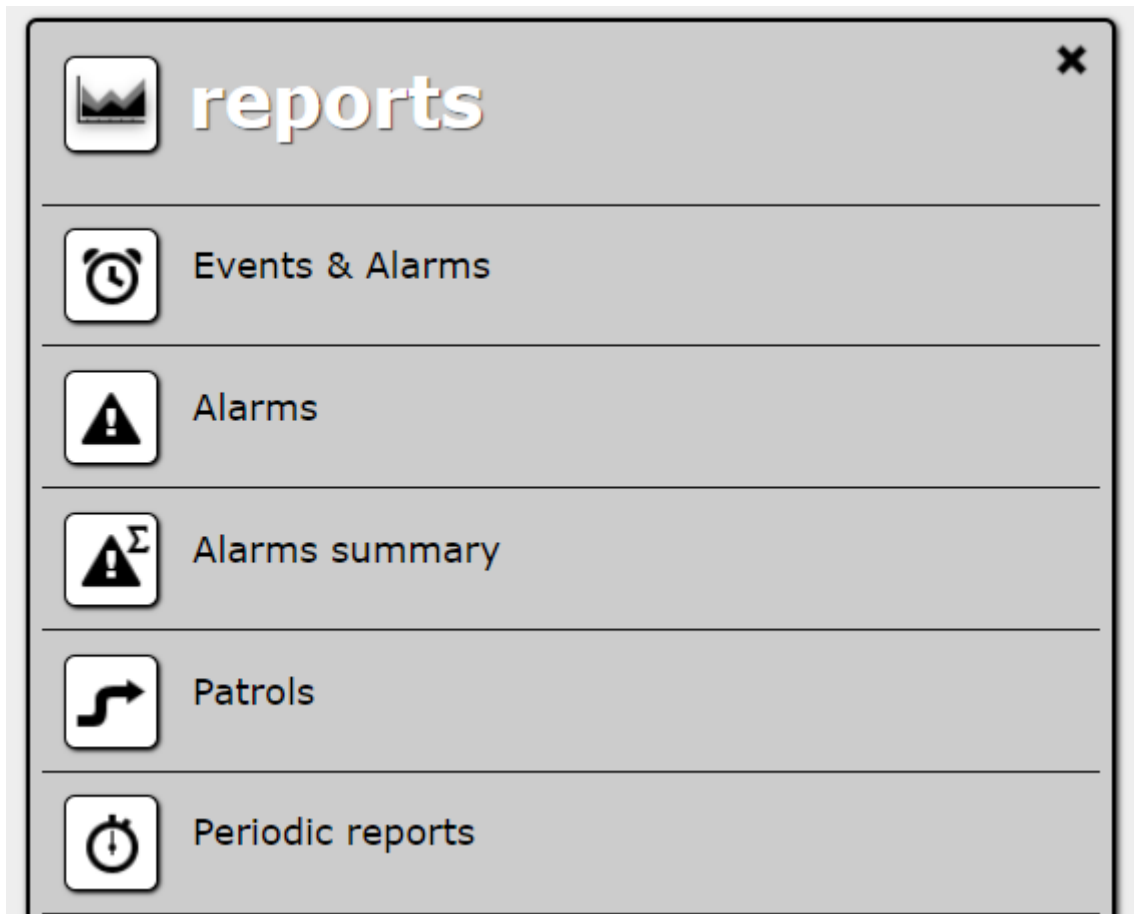 reports
Events & Alarms
Alarms
Alarms summary
Patrols
Periodic reports